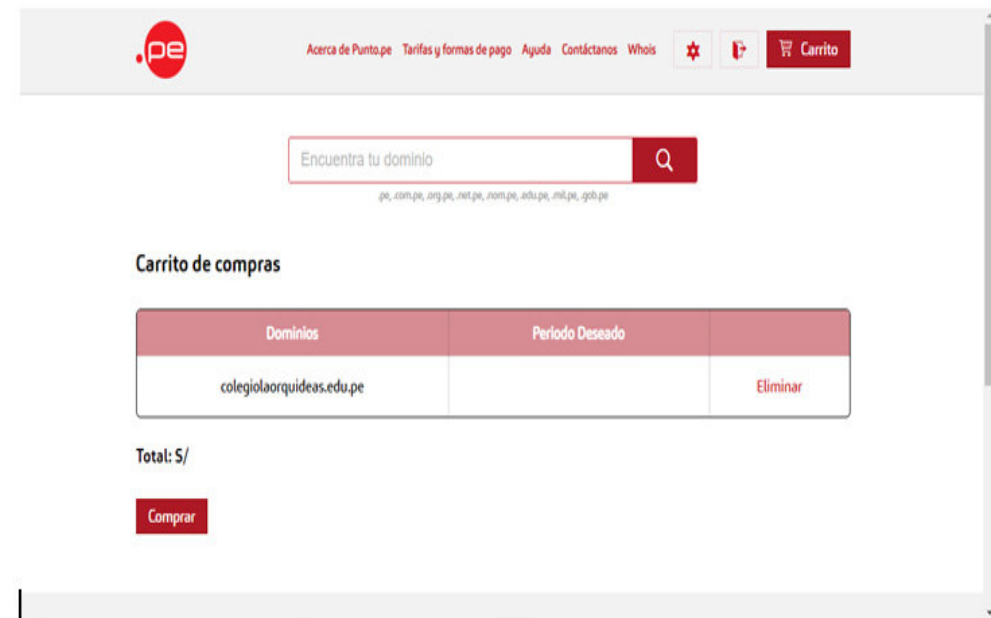 .pe
Acerca de Punto.pe Tarifas y formas de pago Ayuda Contáctanos Whois Carrito
Encuentra tu dominio
.pe, .com.pe, .org.pe, .net.pe, .nom.pe, .edu.pe, .mil.pe, .gob.pe
Carrito de compras
Dominios Periodo Deseado
colegiolaorquideas.edu.pe Eliminar
Total: S/
Comprar